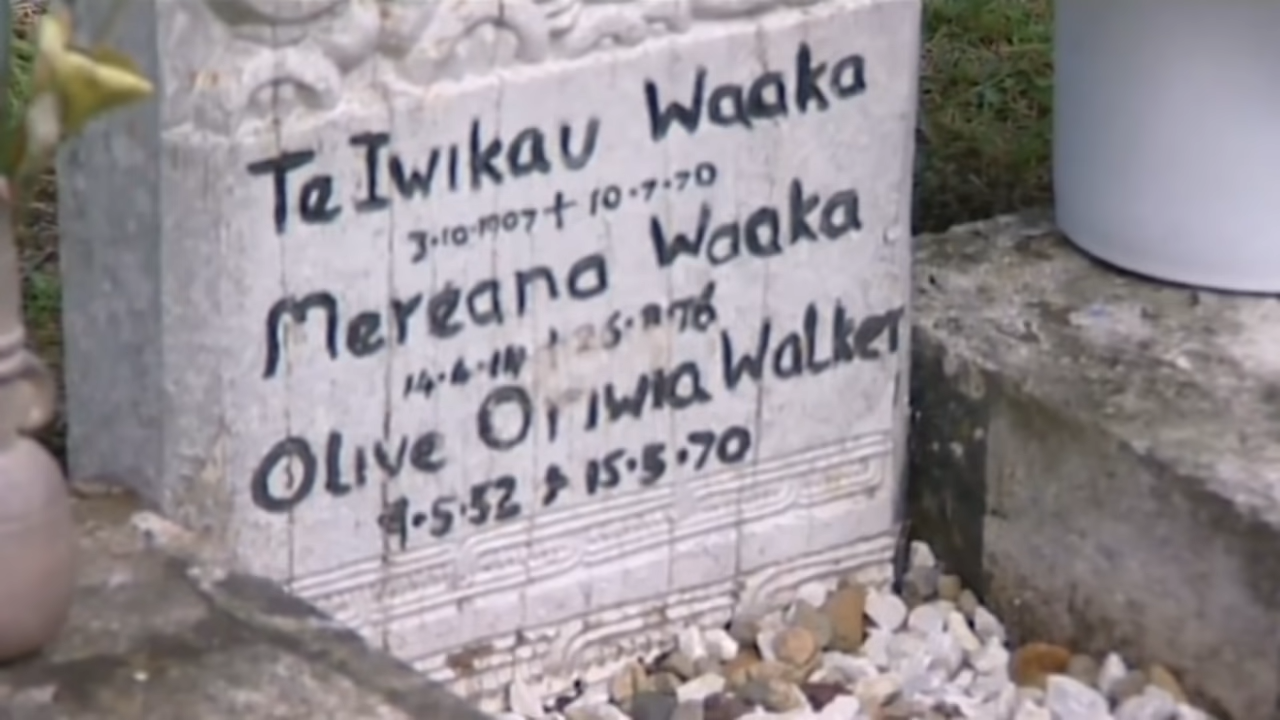 Te Iwikau Waaka
3.10.1907 + 10.7.70
Mereana Waaka
14.4.14 +
Olive Oriwia Walker
9.5.52 + 15.5.70